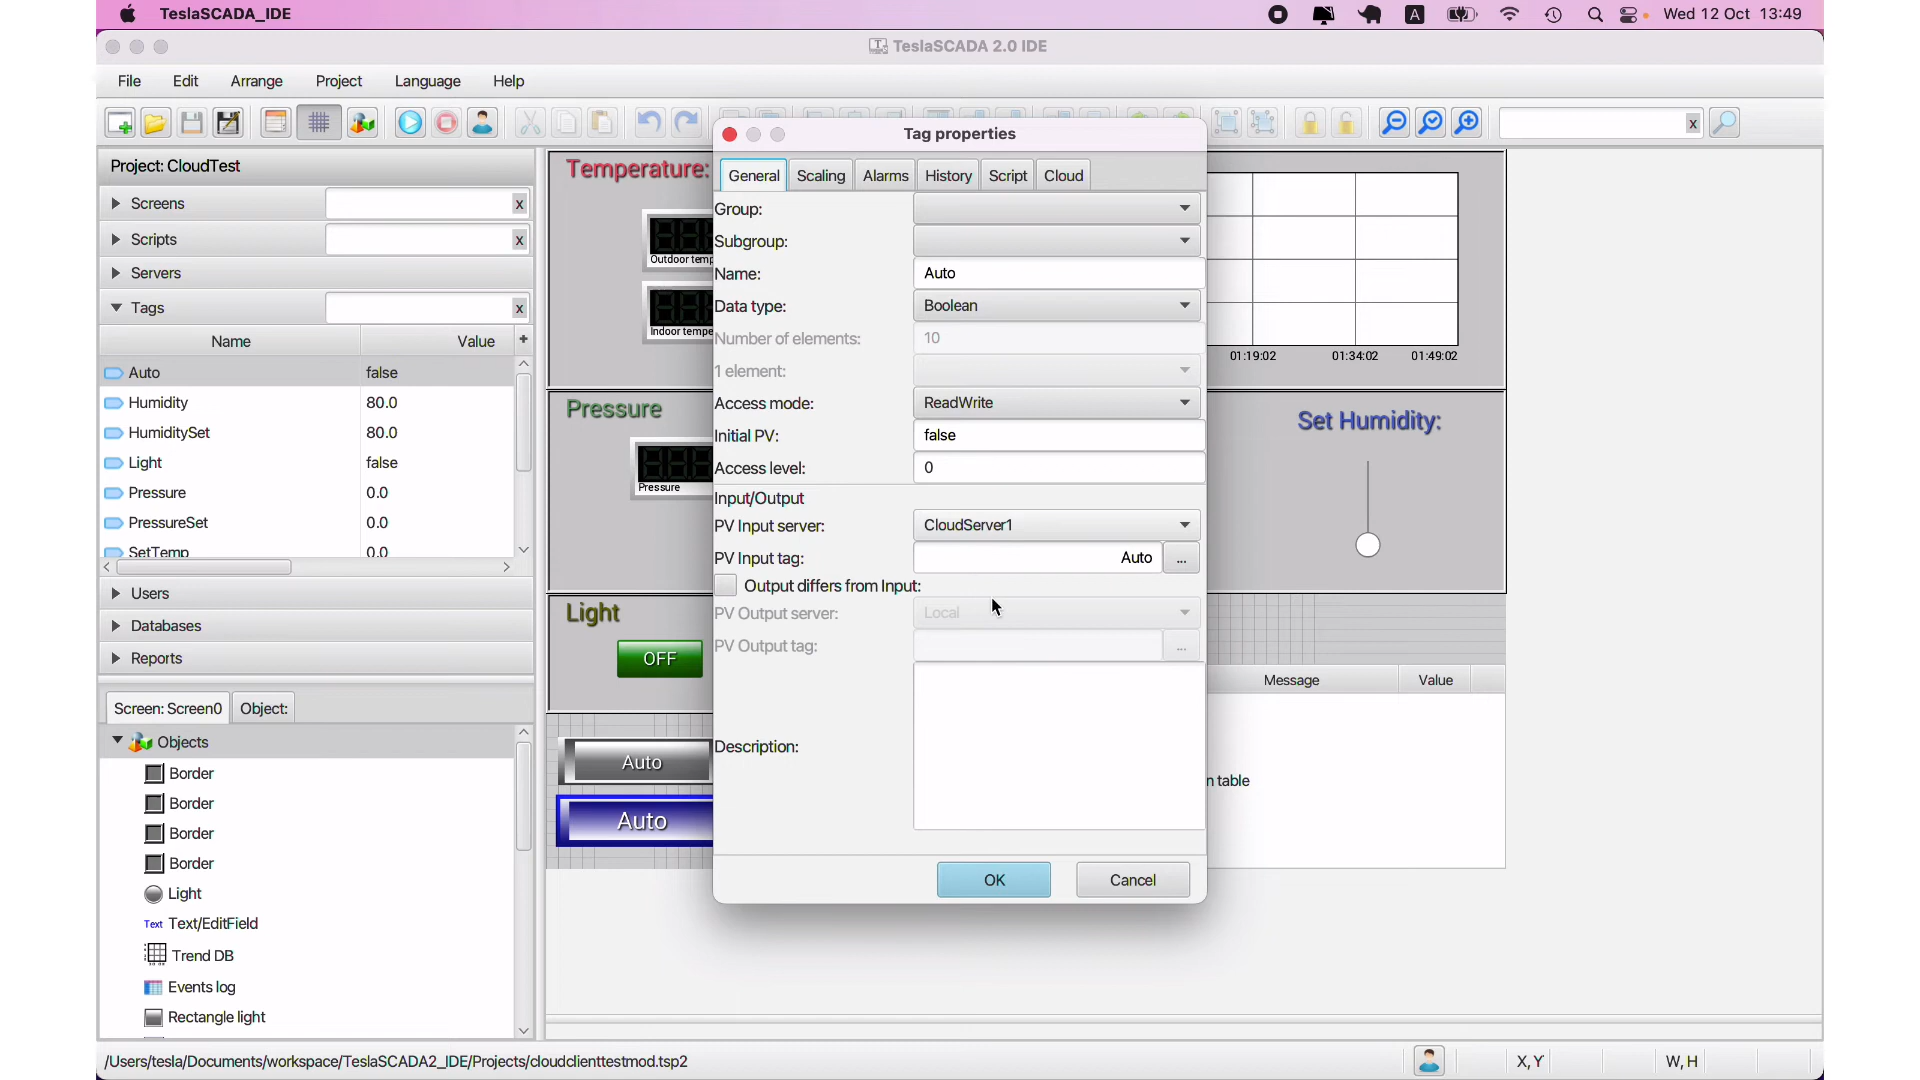 TeslaSCADA_IDE
A
Wed 12 Oct 13:49
TeslaSCADA 2.0 IDE
File Edit Arrange Project Language Help
x
Project: CloudTest
Screens x
Scripts x
Servers
Tags x
Name Value +
Auto false
Humidity 80.0
HumiditySet 80.0
Light false
Pressure 0.0
PressureSet 0.0
SetTemp 0.0
Users
Databases
Reports
Screen: Screen0 Object:
Objects
Border
Border
Border
Border
Light
Text Text/EditField
Trend DB
Events log
Rectangle light
Temperature:
Outdoor temp
Indoor tempe
Pressure
Pressure
Light
OFF
Auto
Auto
Tag properties
General Scaling Alarms History Script Cloud
Group:
Subgroup:
Name: Auto
Data type: Boolean
Number of elements: 10
1 element:
Access mode: ReadWrite
Initial PV: false
Access level: 0
Input/Output
PV Input server: CloudServer1
PV Input tag: Auto ...
Output differs from Input:
PV Output server: Local
PV Output tag: ...
Description:
OK Cancel
01:19:02 01:34:02 01:49:02
Set Humidity:
Message Value
n table
/Users/tesla/Documents/workspace/TeslaSCADA2_IDE/Projects/cloudclienttestmod.tsp2
X,Y W,H